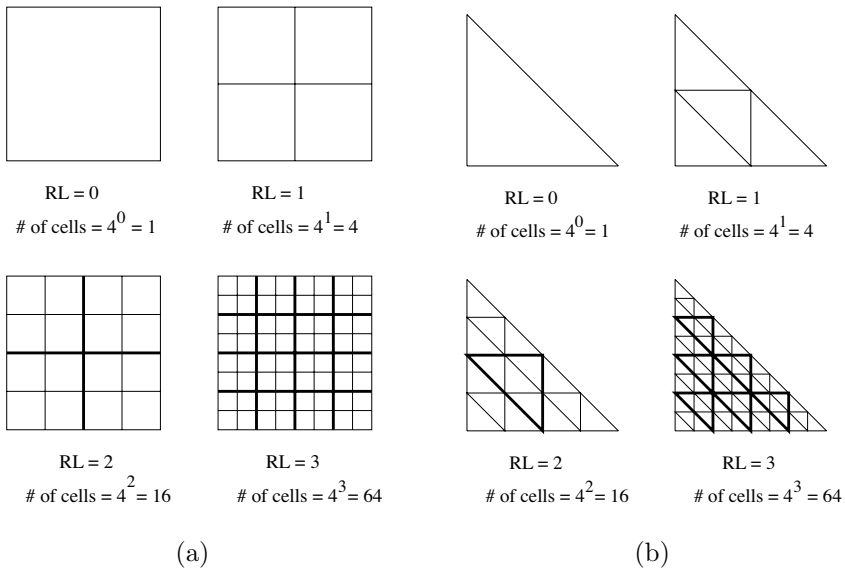 RL = 0
# of cells = 4^0 = 1
RL = 1
# of cells = 4^1 = 4
RL = 0
# of cells = 4^0 = 1
RL = 1
# of cells = 4^1 = 4
RL = 2
# of cells = 4^2 = 16
RL = 3
# of cells = 4^3 = 64
RL = 2
# of cells = 4^2 = 16
RL = 3
# of cells = 4^3 = 64
(a)
(b)